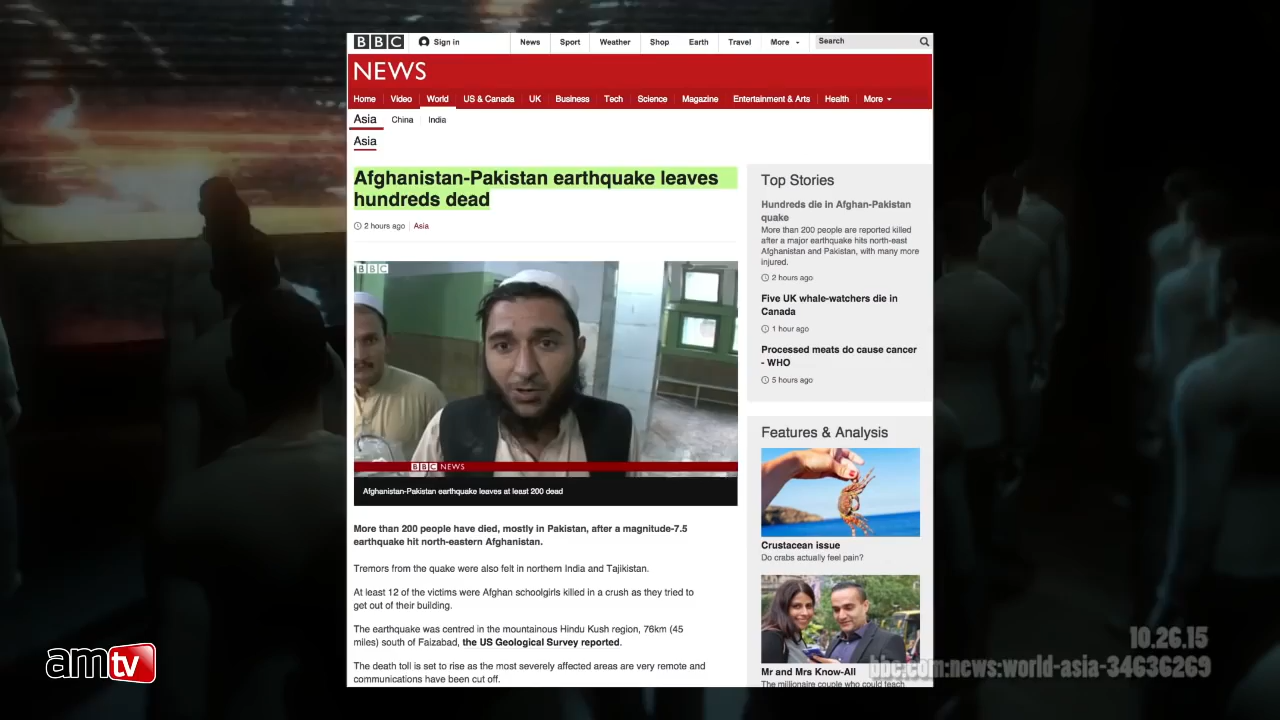 BBC
Sign in
News
Sport
Weather
Shop
Earth
Travel
More
Search
NEWS
Home
Video
World
US & Canada
UK
Business
Tech
Science
Magazine
Entertainment & Arts
Health
More
Asia
China
India
Asia
Afghanistan-Pakistan earthquake leaves
hundreds dead
2 hours ago
Asia
BBC
BBC NEWS
Afghanistan-Pakistan earthquake leaves at least 200 dead
More than 200 people have died, mostly in Pakistan, after a magnitude-7.5
earthquake hit north-eastern Afghanistan.
Tremors from the quake were also felt in northern India and Tajikistan.
At least 12 of the victims were Afghan schoolgirls killed in a crush as they tried to
get out of their building.
The earthquake was centred in the mountainous Hindu Kush region, 76km (45
miles) south of Faizabad, the US Geological Survey reported.
The death toll is set to rise as the most severely affected areas are very remote and
communications have been cut off.
Top Stories
Hundreds die in Afghan-Pakistan
quake
More than 200 people are reported killed
after a major earthquake hits north-east
Afghanistan and Pakistan, with many more
injured.
2 hours ago
Five UK whale-watchers die in
Canada
1 hour ago
Processed meats do cause cancer
- WHO
5 hours ago
Features & Analysis
Crustacean issue
Do crabs actually feel pain?
Mr and Mrs Know-All
The millionaire couple who could teach
amtv
10.26.15
bbc.com:news:world-asia-34636269